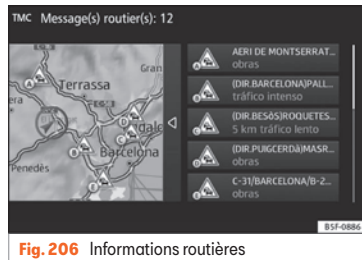 TMC Message(s) routier(s): 12
AERI DE MONTSERRAT...
obras
(DIR.BARCELONA)PALL...
tráfico intenso
(DIR.BESòS)ROQUETES...
5 km tráfico lento
(DIR.PUIGCERDà)MASR...
obras
C-31/BARCELONA/B-2...
obras
Terrassa
Gran
Barcelona
Penedès
B5F-0886
Fig. 206 Informations routières